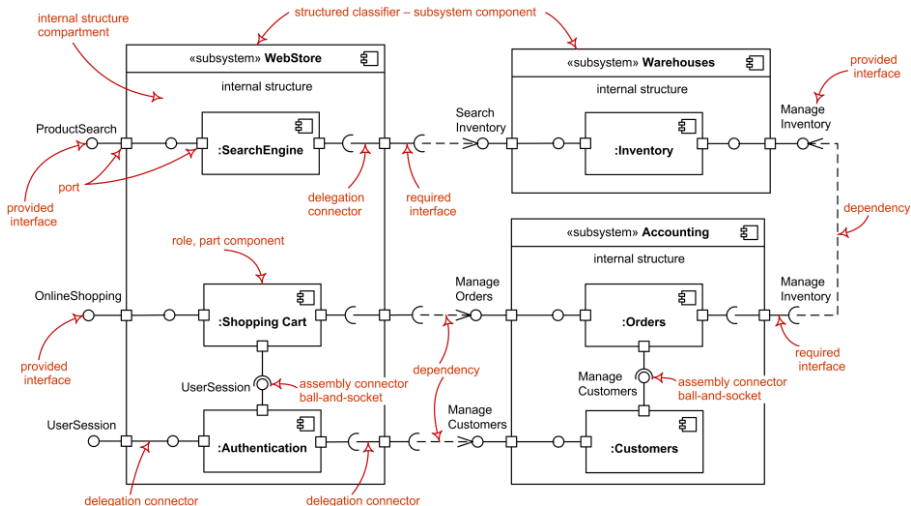 internal structure
compartment
structured classifier – subsystem component
«subsystem» WebStore
internal structure
«subsystem» Warehouses
internal structure
provided
interface
ProductSearch
:SearchEngine
Search
Inventory
:Inventory
Manage
Inventory
port
provided
interface
delegation
connector
required
interface
dependency
role, part component
«subsystem» Accounting
internal structure
OnlineShopping
:Shopping Cart
Manage
Orders
:Orders
Manage
Inventory
provided
interface
dependency
required
interface
UserSession
assembly connector
ball-and-socket
Manage
Customers
assembly connector
ball-and-socket
UserSession
:Authentication
Manage
Customers
:Customers
delegation connector
delegation connector